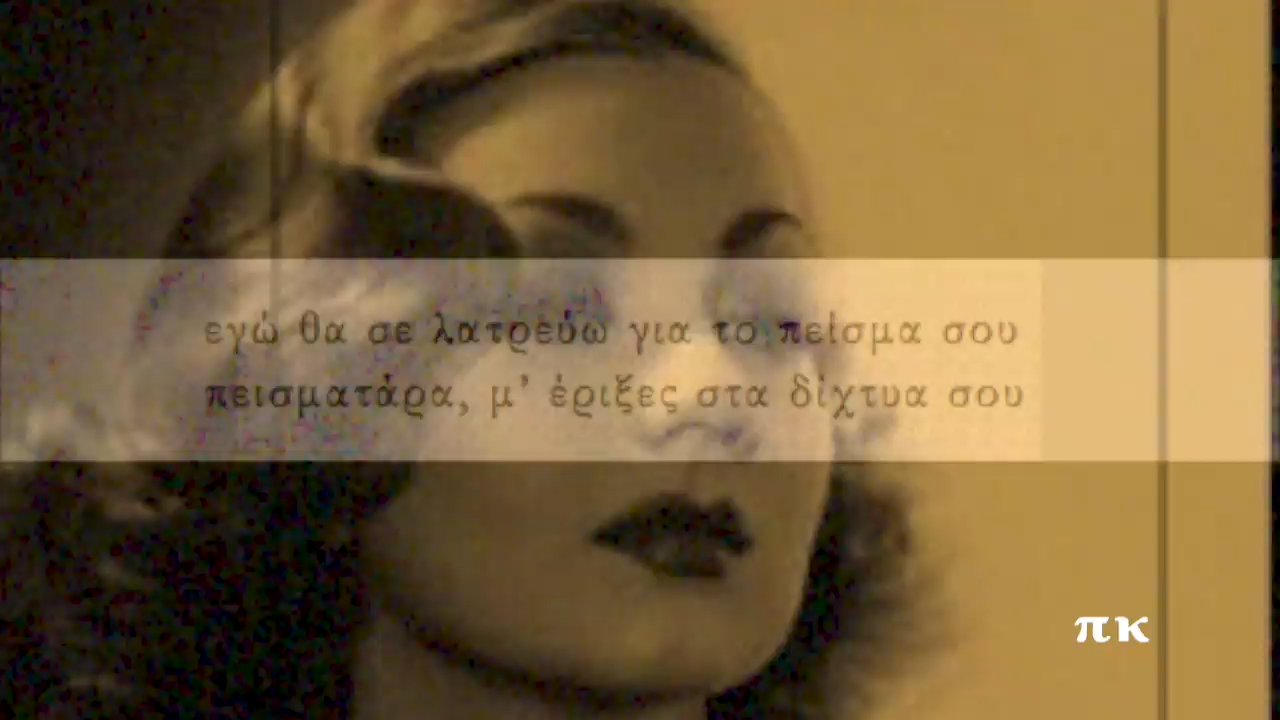 εγώ θα σε λατρεύω για το πείσμα σου
πεισματάρα, μ' έριξες στα δίχτυα σου
πκ